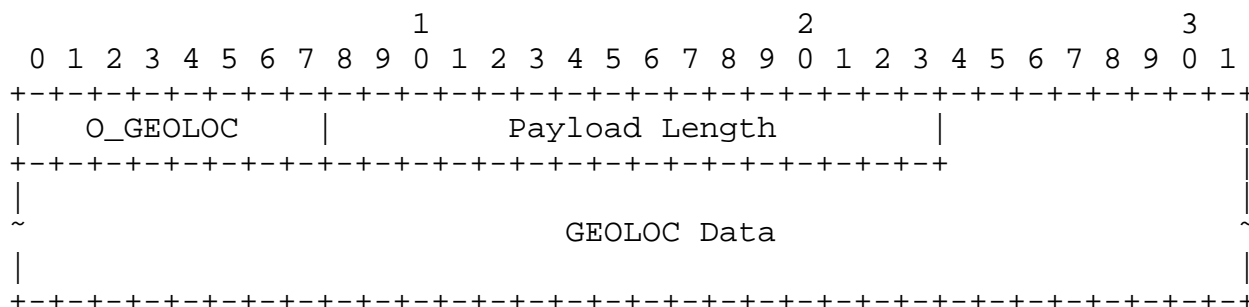 1                   2                   3
 0 1 2 3 4 5 6 7 8 9 0 1 2 3 4 5 6 7 8 9 0 1 2 3 4 5 6 7 8 9 0 1
+-+-+-+-+-+-+-+-+-+-+-+-+-+-+-+-+-+-+-+-+-+-+-+-+-+-+-+-+-+-+-+-+
|   O_GEOLOC    |         Payload Length        |               |
+-+-+-+-+-+-+-+-+-+-+-+-+-+-+-+-+-+-+-+-+-+-+-+-+               |
|                                                               |
~                            GEOLOC Data                        ~
|                                                               |
+-+-+-+-+-+-+-+-+-+-+-+-+-+-+-+-+-+-+-+-+-+-+-+-+-+-+-+-+-+-+-+-+